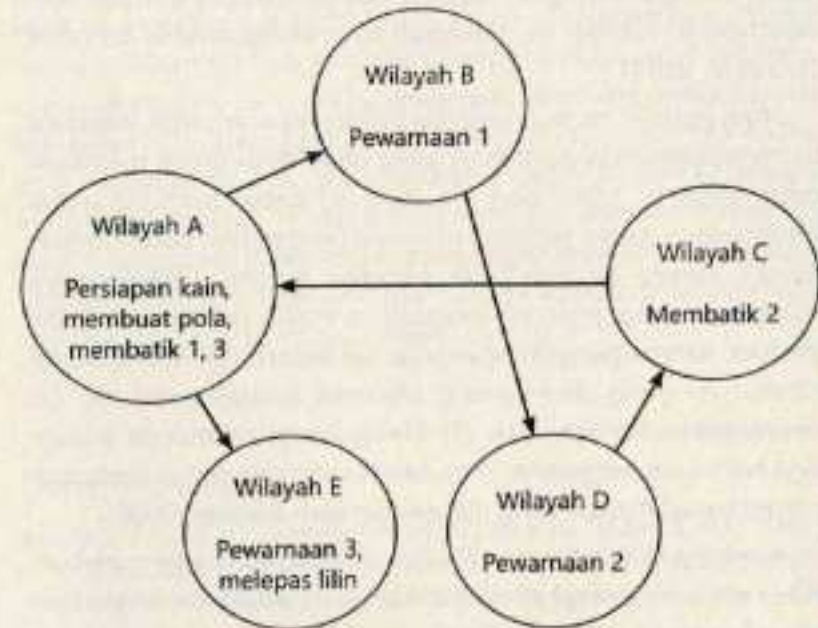 Wilayah B
Pewarnaan 1
Wilayah A
Persiapan kain,
membuat pola,
membatik 1, 3
Wilayah C
Membatik 2
Wilayah E
Pewarnaan 3,
melepas lilin
Wilayah D
Pewarnaan 2